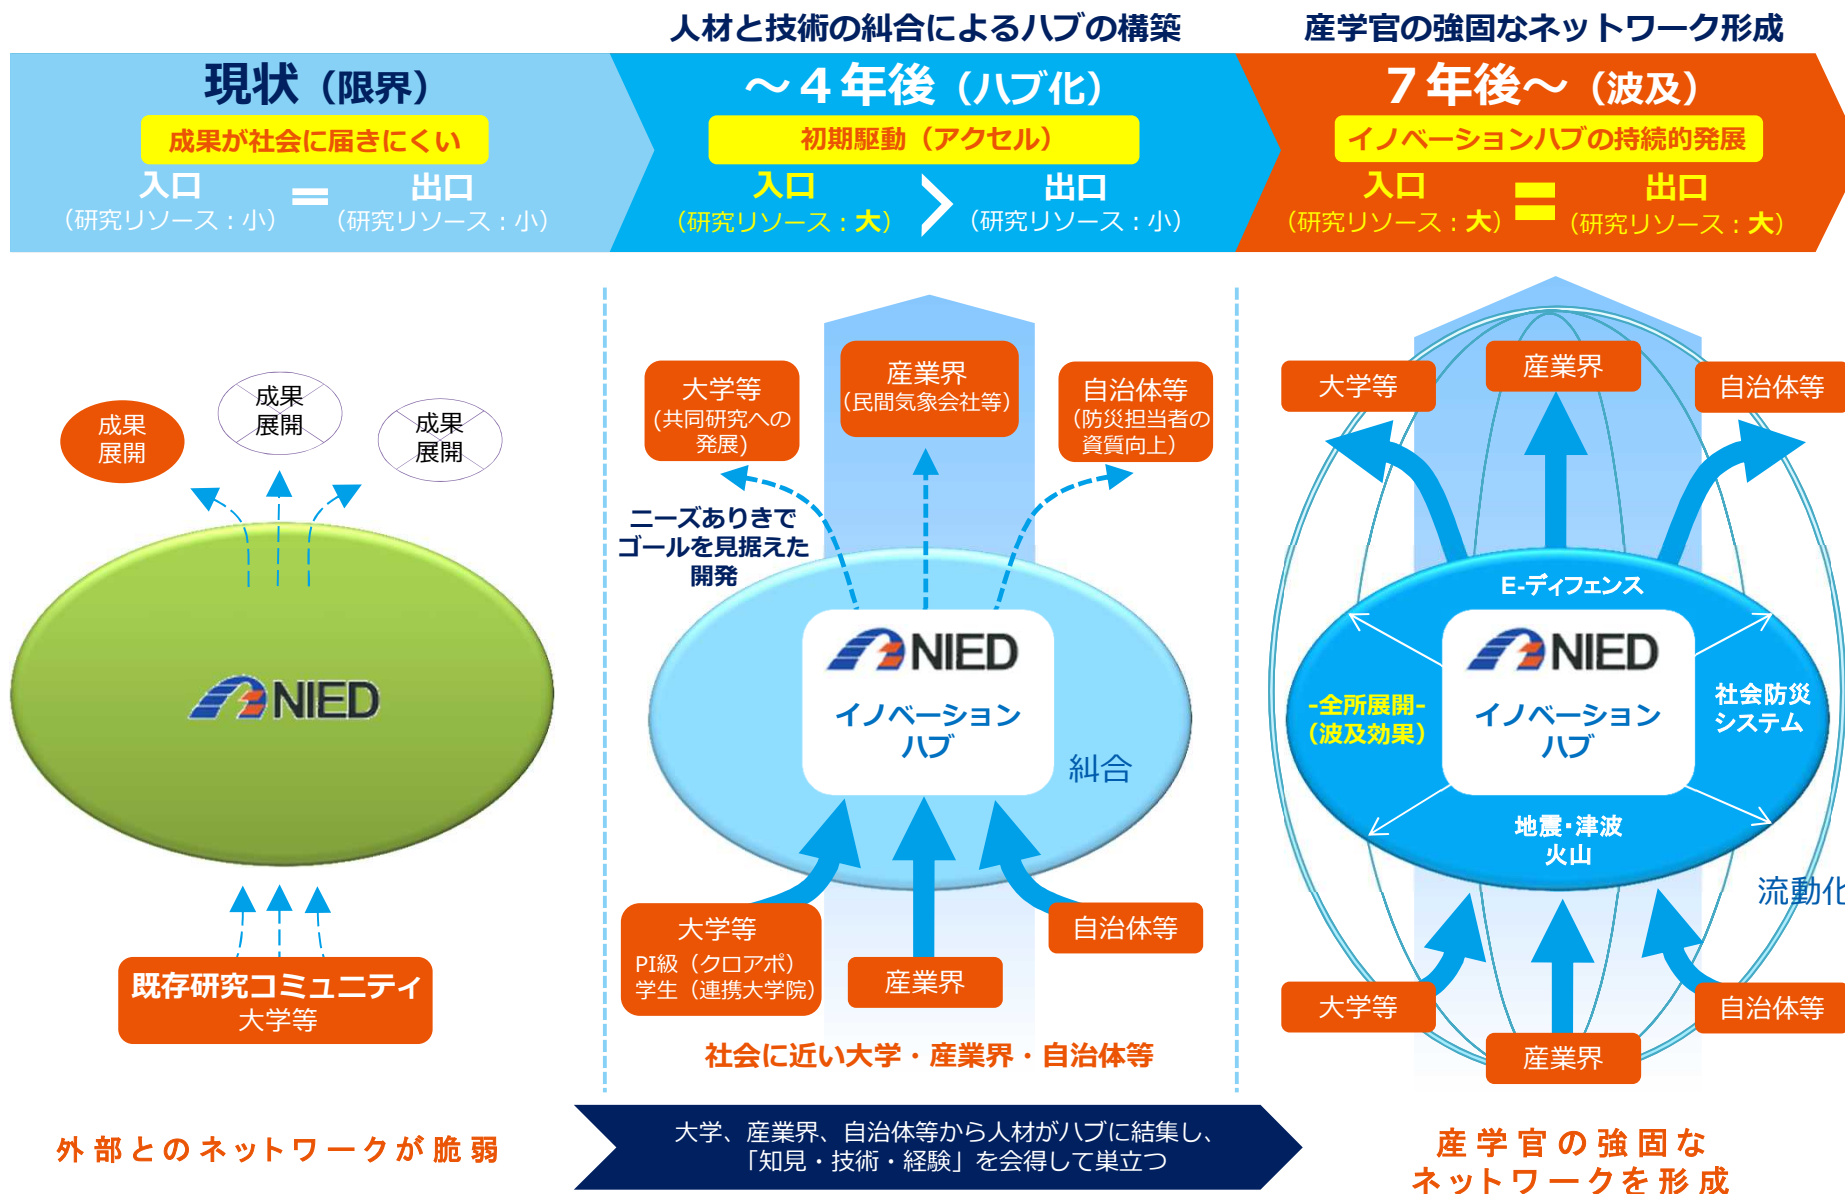 人材と技術の糾合によるハブの構築
産学官の強固なネットワーク形成
現状（限界）
成果が社会に届きにくい
入口 = 出口
（研究リソース：小） （研究リソース：小）
～４年後（ハブ化）
初期駆動（アクセル）
入口 > 出口
（研究リソース：大） （研究リソース：小）
７年後～（波及）
イノベーションハブの持続的発展
入口 = 出口
（研究リソース：大） （研究リソース：大）
成果
展開
成果
展開
成果
展開
NIED
既存研究コミュニティ
大学等
外部とのネットワークが脆弱
大学等
(共同研究への
発展)
産業界
（民間気象会社等）
自治体等
（防災担当者の
資質向上）
ニーズありきで
ゴールを見据えた
開発
NIED
イノベーション
ハブ
糾合
大学等
PI級（クロアポ）
学生（連携大学院）
産業界
自治体等
社会に近い大学・産業界・自治体等
大学、産業界、自治体等から人材がハブに結集し、
「知見・技術・経験」を会得して巣立つ
大学等
産業界
自治体等
E-ディフェンス
NIED
イノベーション
ハブ
-全所展開-
（波及効果）
社会防災
システム
地震・津波
火山
流動化
大学等
産業界
自治体等
産学官の強固な
ネットワークを形成